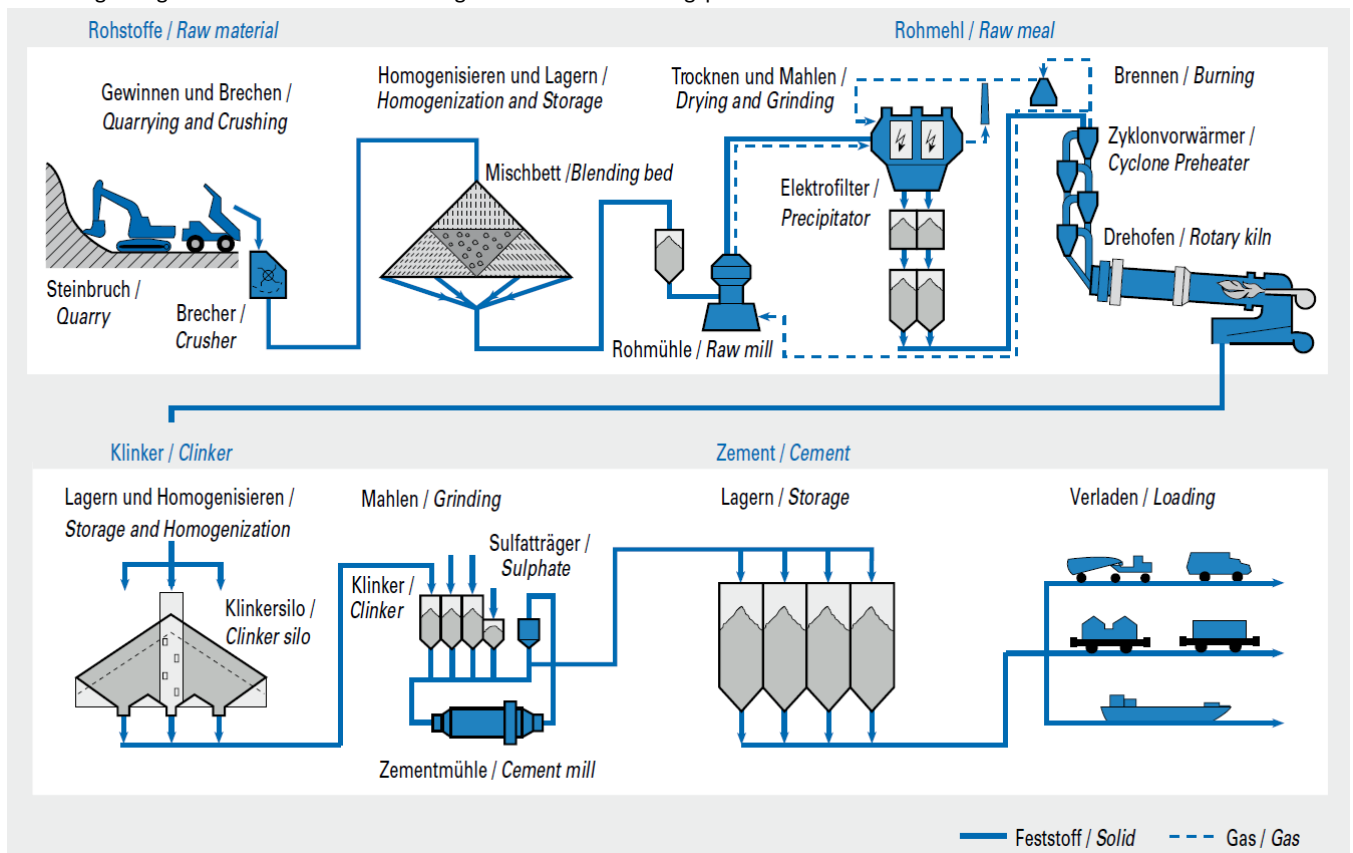 Rohstoffe / Raw material
Rohmehl / Raw meal
Gewinnen und Brechen /
Quarrying and Crushing
Homogenisieren und Lagern /
Homogenization and Storage
Trocknen und Mahlen /
Drying and Grinding
Brennen / Burning
Zyklonvorwärmer /
Cyclone Preheater
Mischbett /Blending bed
Elektrofilter /
Precipitator
Drehofen / Rotary kiln
Steinbruch /
Quarry
Brecher /
Crusher
Rohmühle / Raw mill
Klinker / Clinker
Zement / Cement
Lagern und Homogenisieren /
Storage and Homogenization
Mahlen / Grinding
Lagern / Storage
Verladen / Loading
Sulfatträger /
Sulphate
Klinker /
Clinker
Klinkersilo /
Clinker silo
Zementmühle / Cement mill
Feststoff / Solid
Gas / Gas